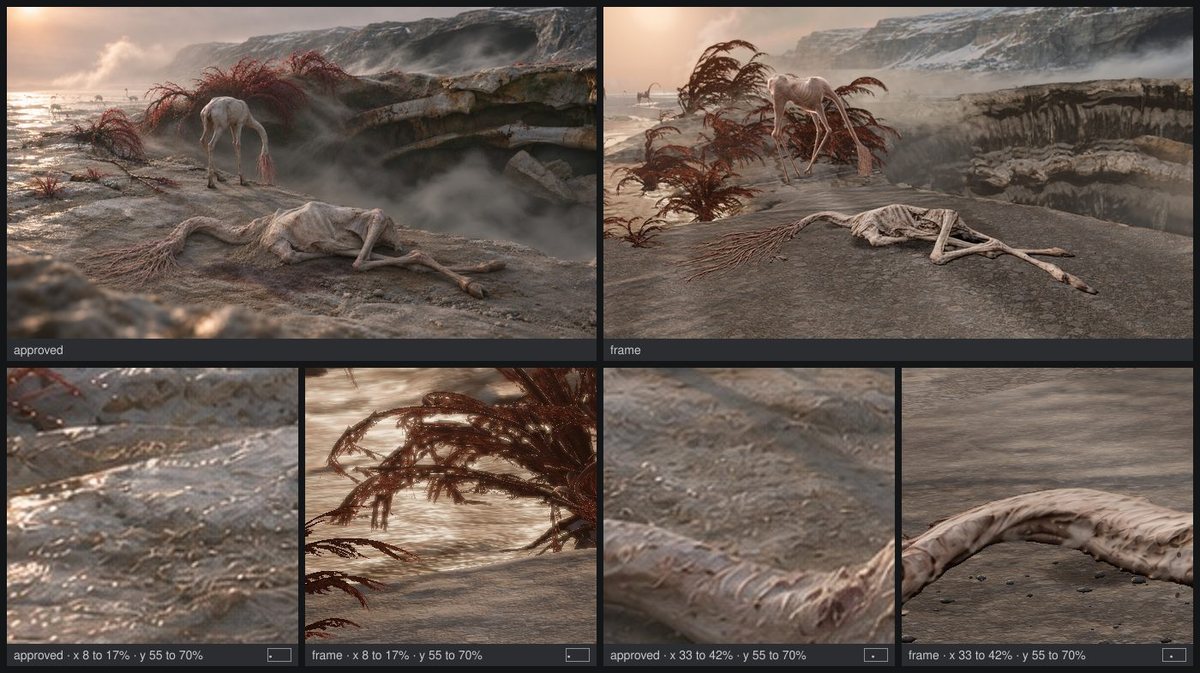 approved
frame
approved · x 8 to 17% · y 55 to 70%
frame · x 8 to 17% · y 55 to 70%
approved · x 33 to 42% · y 55 to 70%
frame · x 33 to 42% · y 55 to 70%